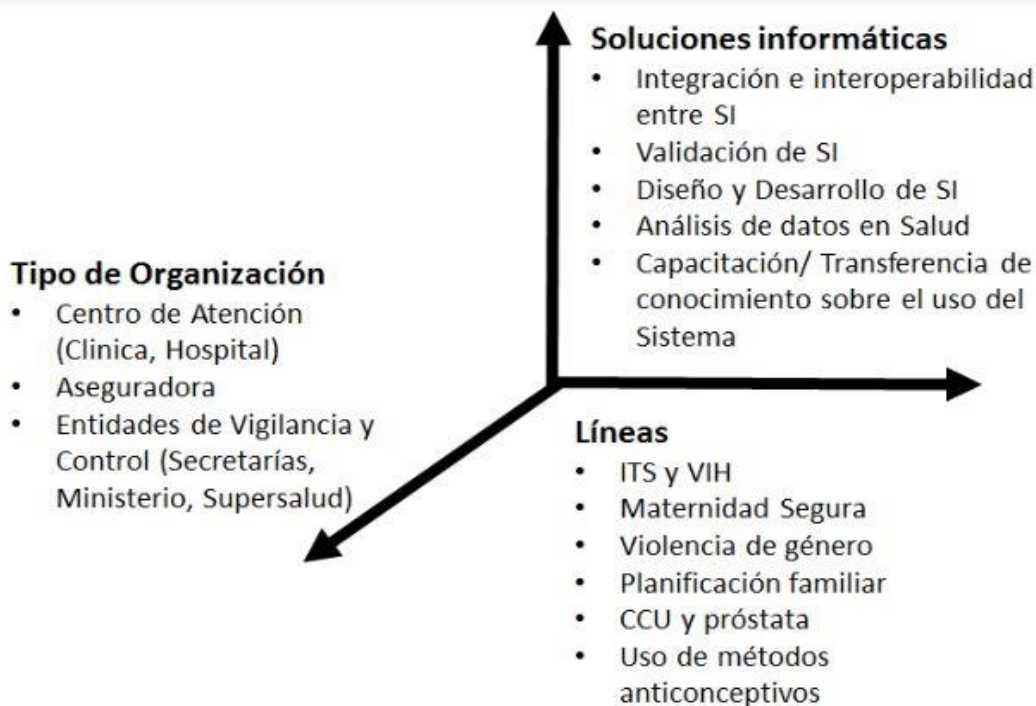 Soluciones informáticas
• Integración e interoperabilidad
entre SI
• Validación de SI
• Diseño y Desarrollo de SI
• Análisis de datos en Salud
• Capacitación/ Transferencia de
conocimiento sobre el uso del
Sistema
Tipo de Organización
• Centro de Atención
(Clinica, Hospital)
• Aseguradora
• Entidades de Vigilancia y
Control (Secretarías,
Ministerio, Supersalud)
Líneas
• ITS y VIH
• Maternidad Segura
• Violencia de género
• Planificación familiar
• CCU y próstata
• Uso de métodos
anticonceptivos